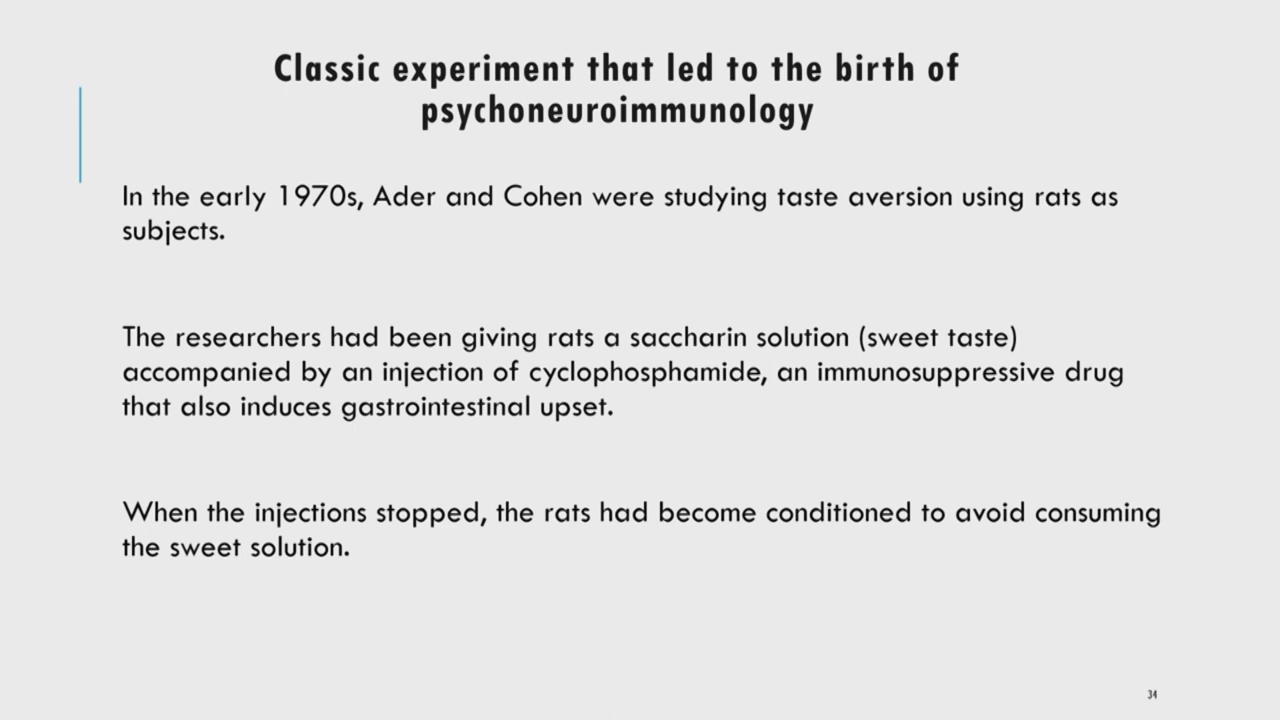 Classic experiment that led to the birth of
psychoneuroimmunology
In the early 1970s, Ader and Cohen were studying taste aversion using rats as
subjects.
The researchers had been giving rats a saccharin solution (sweet taste)
accompanied by an injection of cyclophosphamide, an immunosuppressive drug
that also induces gastrointestinal upset.
When the injections stopped, the rats had become conditioned to avoid consuming
the sweet solution.
34